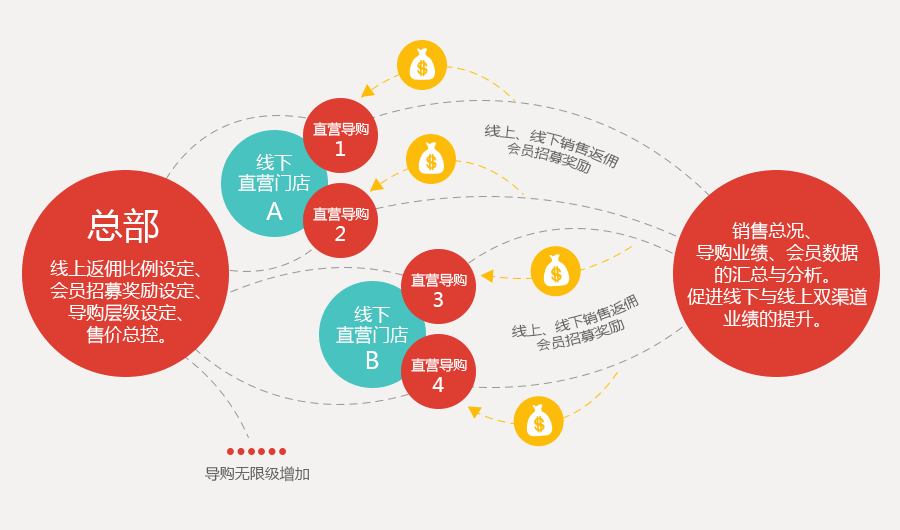 总部
线上返佣比例设定、
会员招募奖励设定、
导购层级设定、
售价总控。
线下
直营门店
A
直营导购
1
直营导购
2
线下
直营门店
B
直营导购
3
直营导购
4
$
$
$
$
线上、线下销售返佣
会员招募奖励
线上、线下销售返佣
会员招募奖励
销售总况、
导购业绩、会员数据
的汇总与分析。
促进线下与线上双渠道
业绩的提升。
导购无限级增加